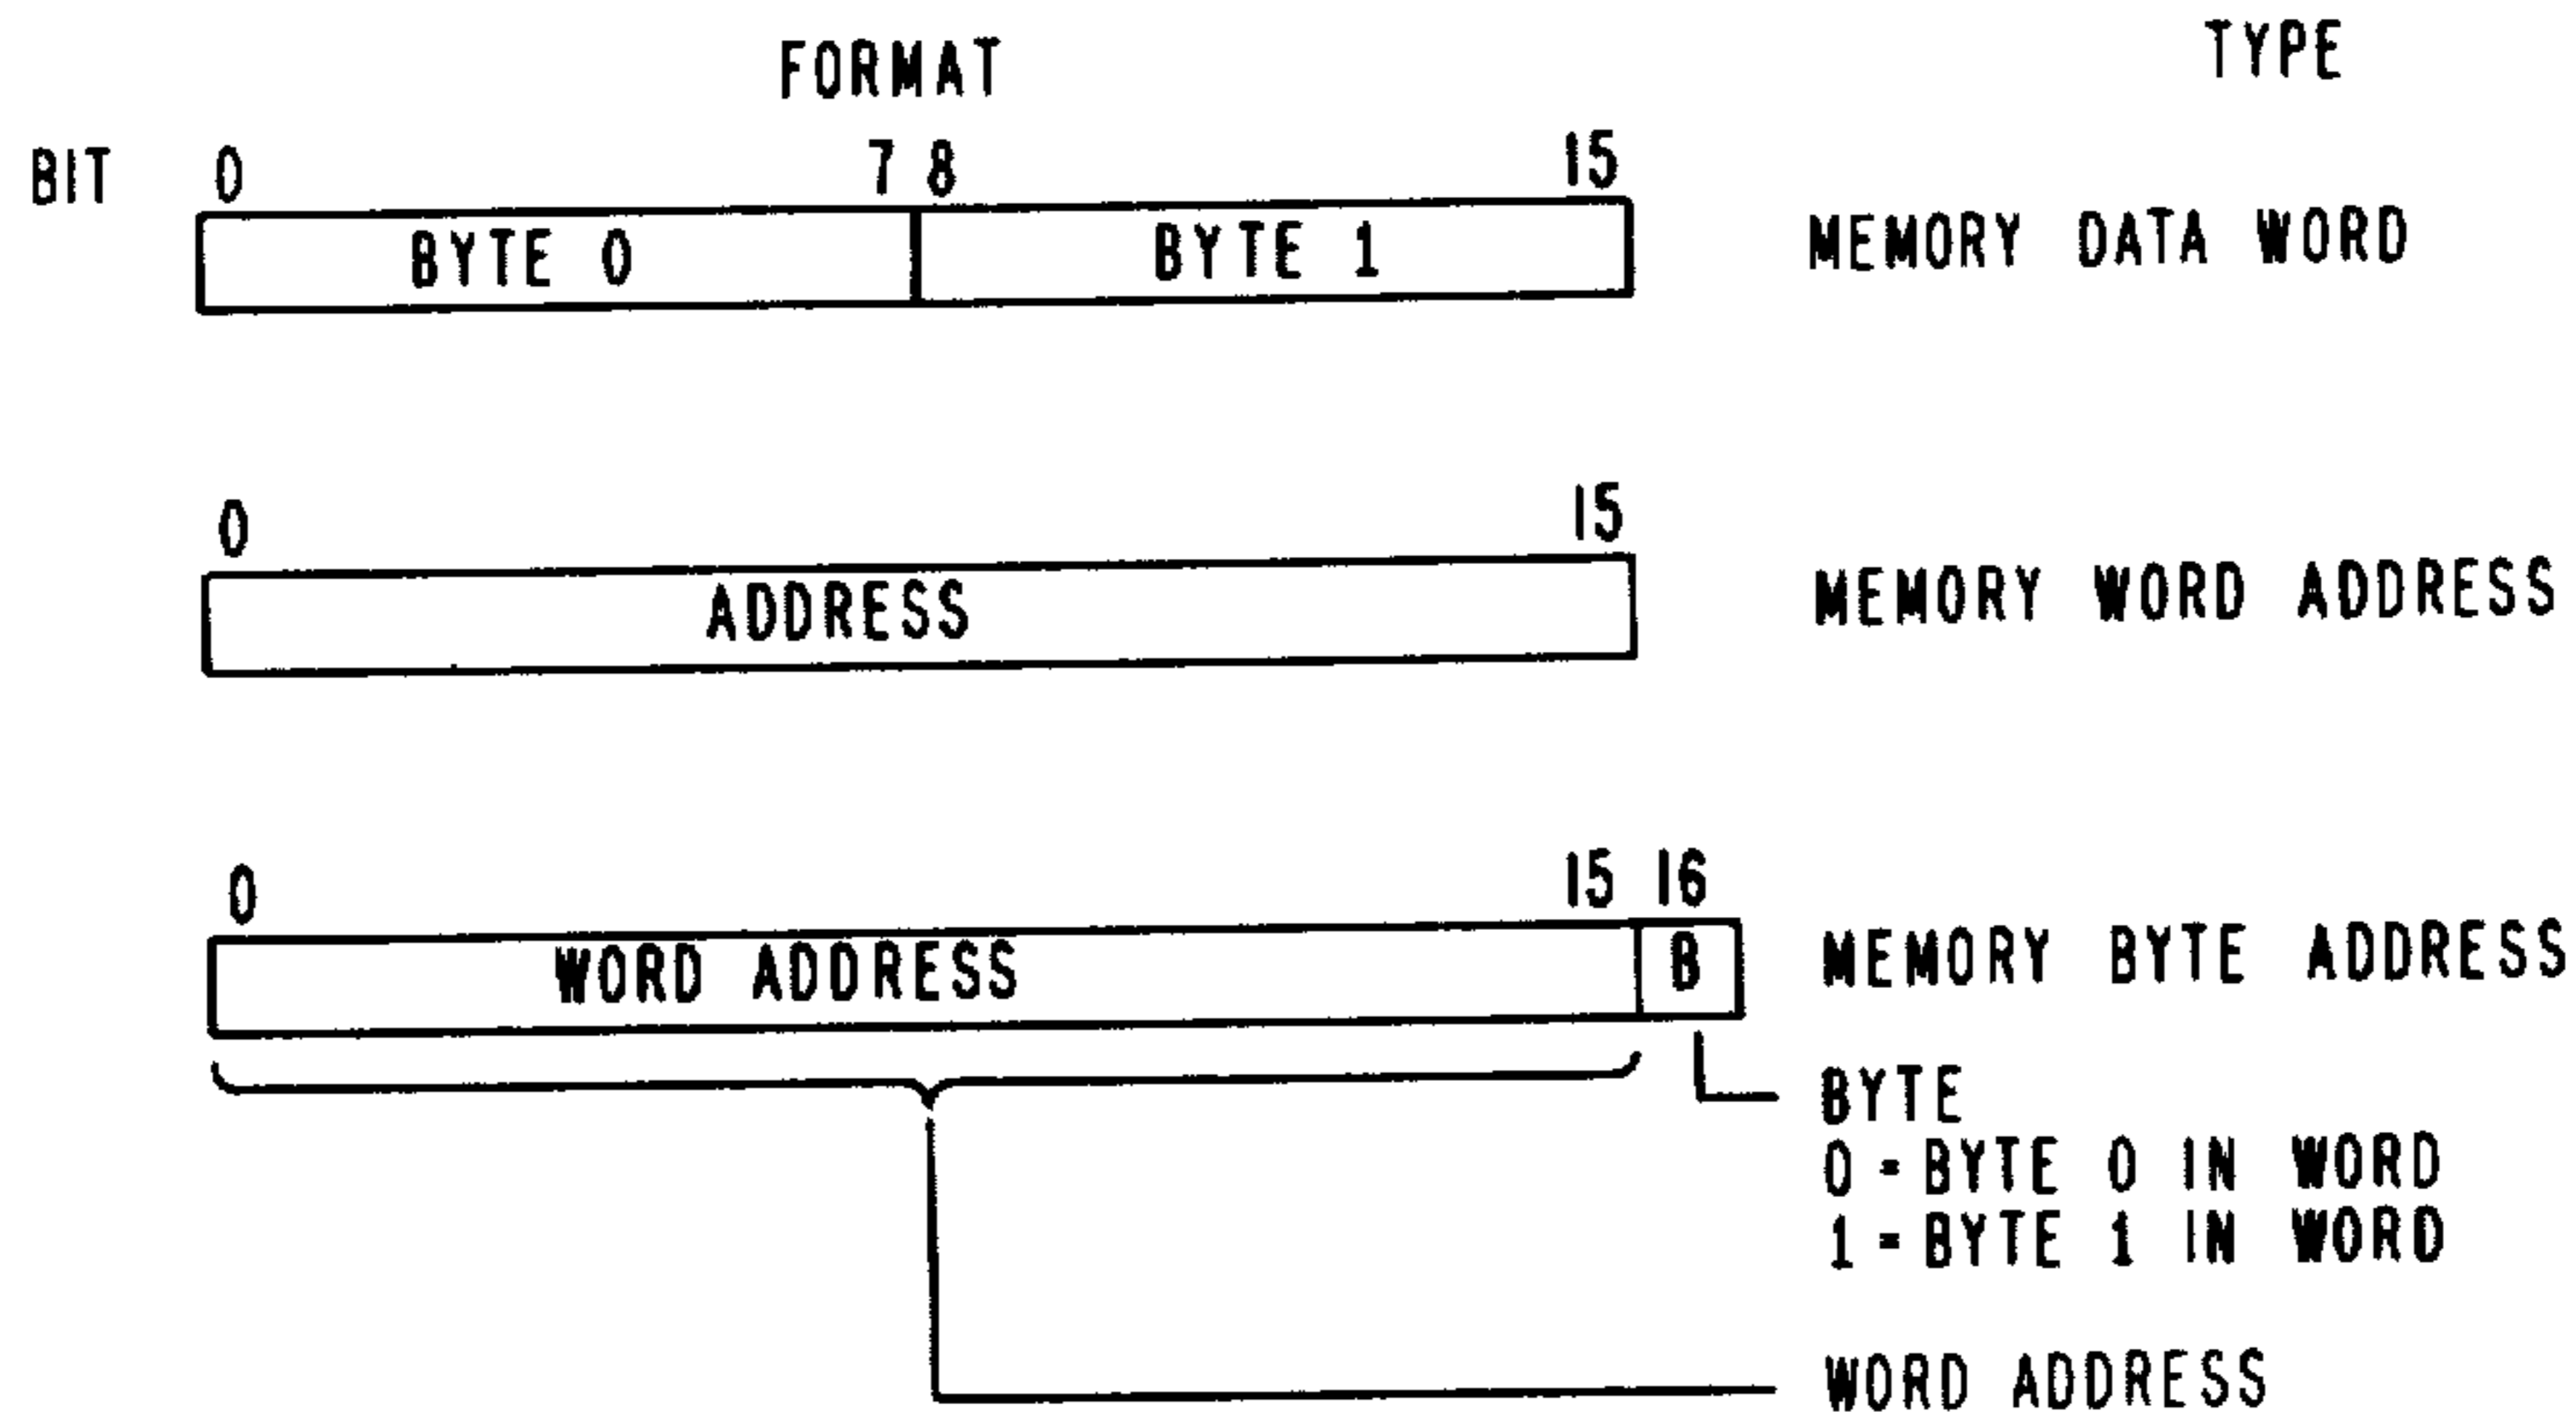 FORMAT TYPE
BIT 0 7 8 15
BYTE 0 BYTE 1 MEMORY DATA WORD
0 15
ADDRESS MEMORY WORD ADDRESS
0 15 16
WORD ADDRESS B MEMORY BYTE ADDRESS
BYTE
0 = BYTE 0 IN WORD
1 = BYTE 1 IN WORD
WORD ADDRESS